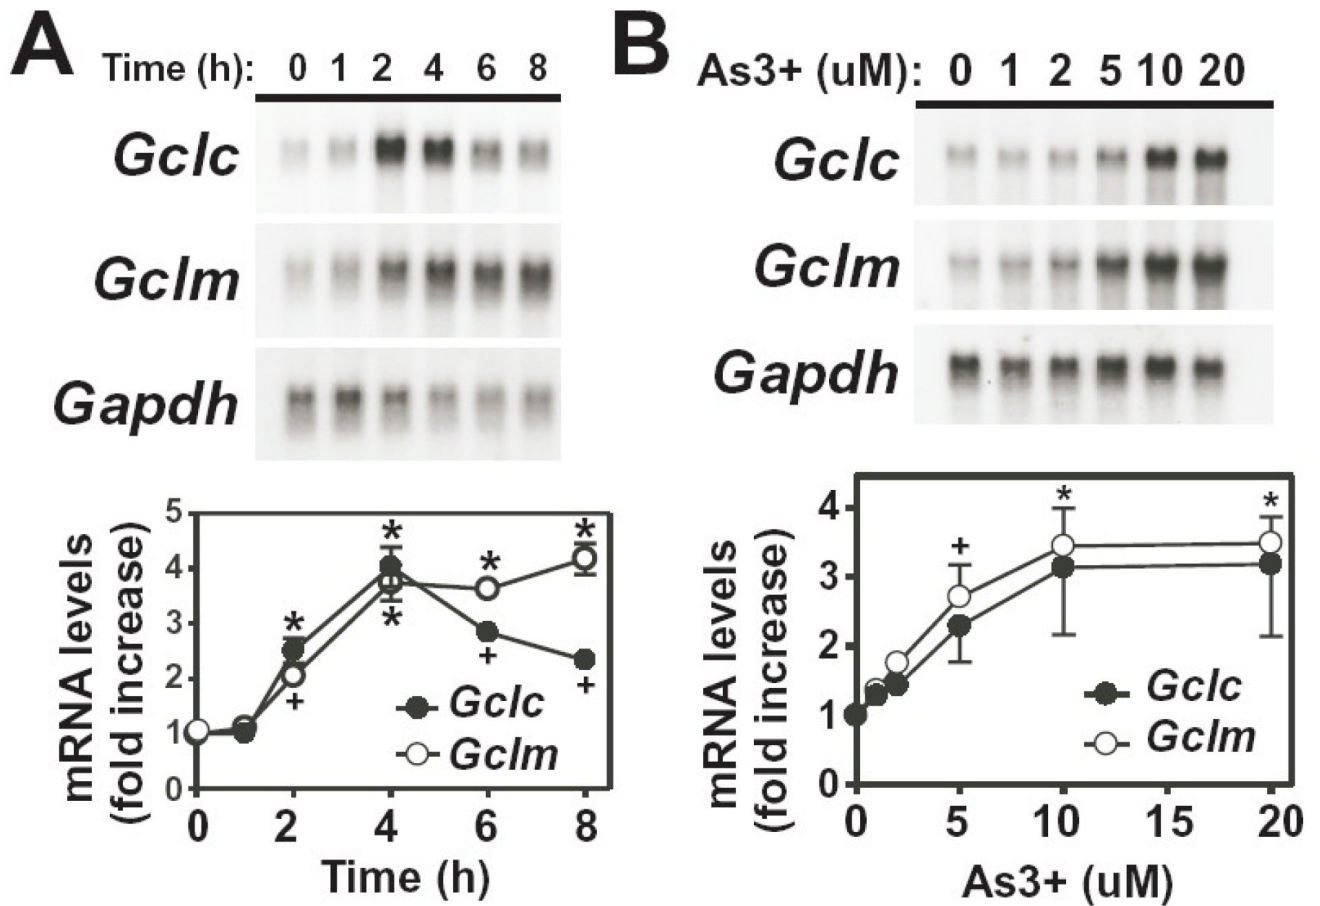 A
Time (h): 0 1 2 4 6 8
Gclc
Gclm
Gapdh
mRNA levels
(fold increase)
5
4
3
2
1
0
* + * * * + * +
Gclc
Gclm
0 2 4 6 8
Time (h)
B
As3+ (uM): 0 1 2 5 10 20
Gclc
Gclm
Gapdh
mRNA levels
(fold increase)
4
3
2
1
0
+ * *
Gclc
Gclm
0 5 10 15 20
As3+ (uM)